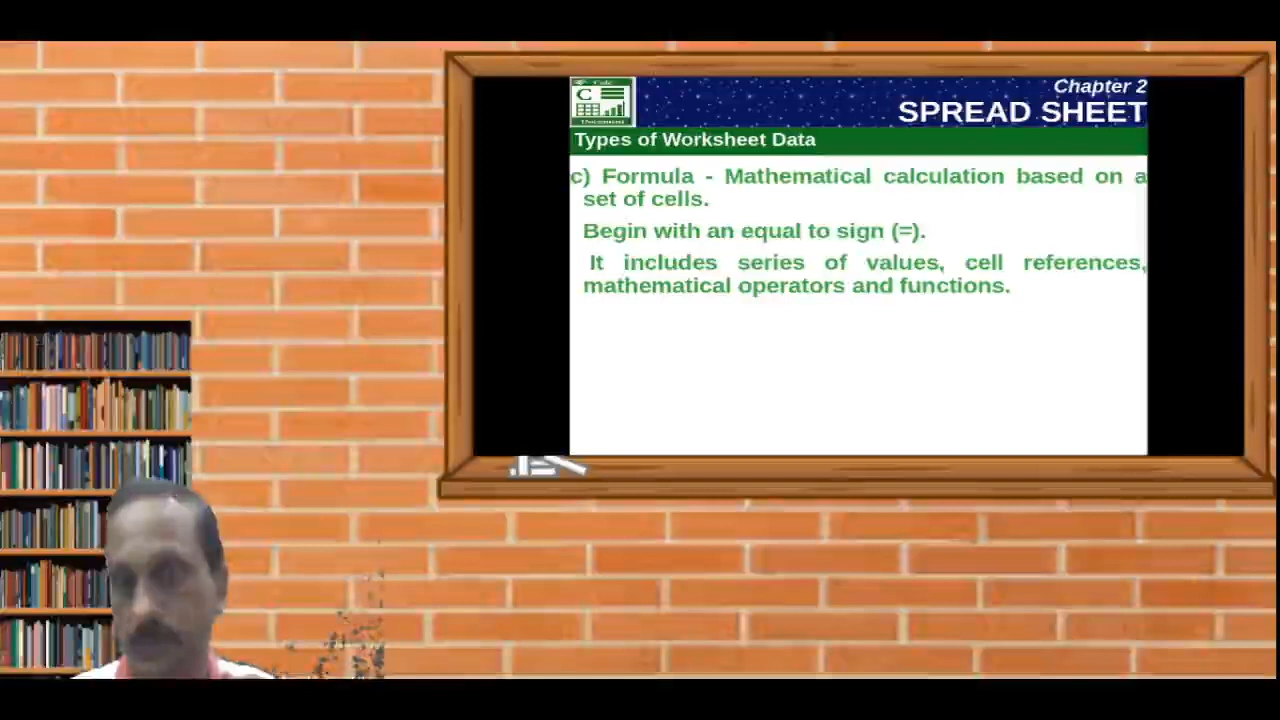 Calc
C
Chapter 2
SPREAD SHEET
Types of Worksheet Data
c) Formula - Mathematical calculation based on a
set of cells.
Begin with an equal to sign (=).
It includes series of values, cell references,
mathematical operators and functions.